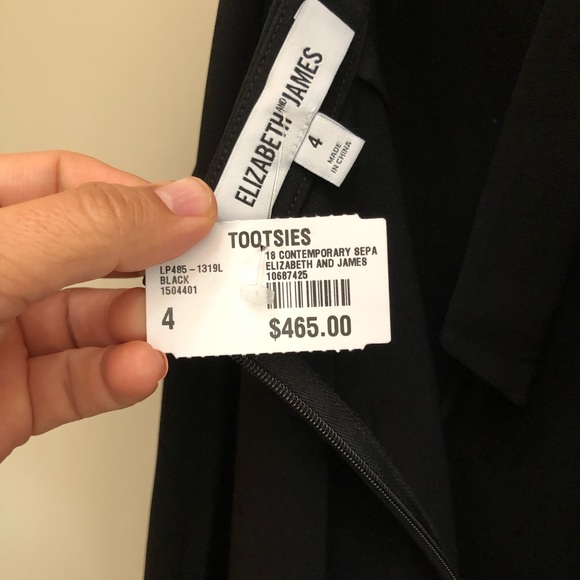 ELIZABETH AND JAMES
4
MADE
IN CHINA
TOOTSIES
18 CONTEMPORARY SEPA
LP485-1319L
ELIZABETH AND JAMES
BLACK
10687425
1504401
4
$465.00